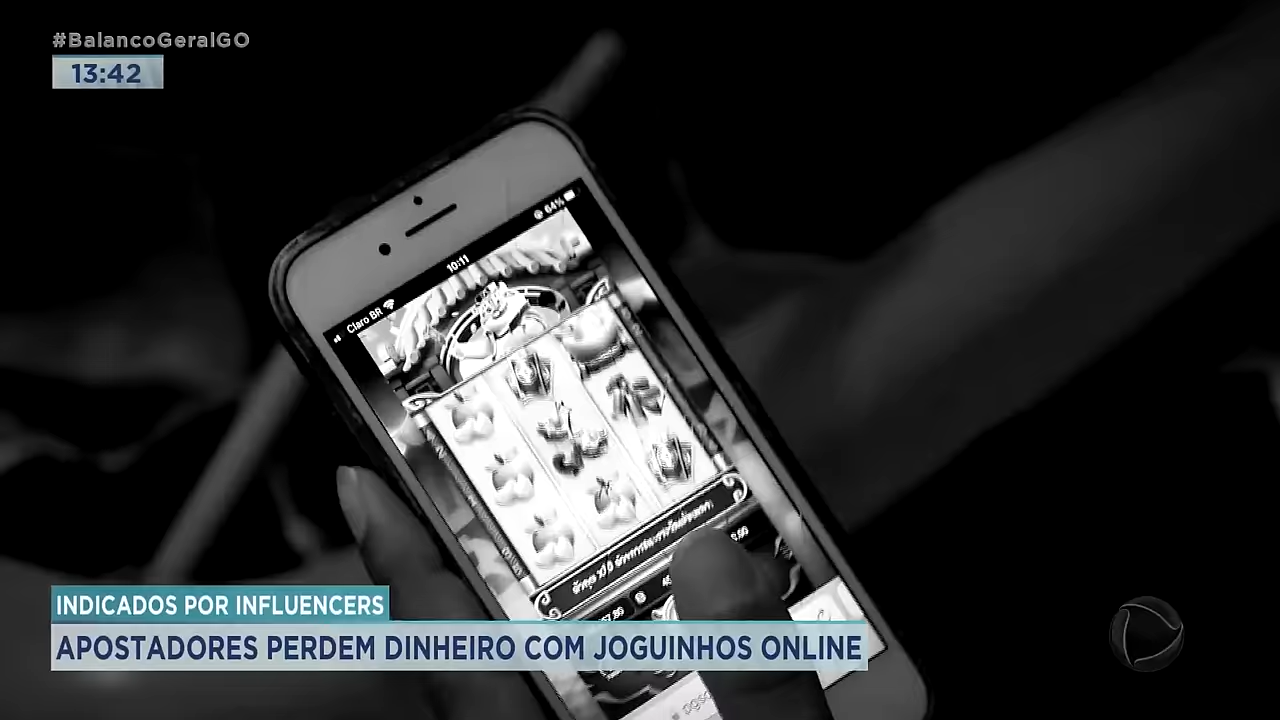 #BalancoGeralGO
13:42
64%
10:11
Claro BR
INDICADOS POR INFLUENCERS
APOSTADORES PERDEM DINHEIRO COM JOGUINHOS ONLINE